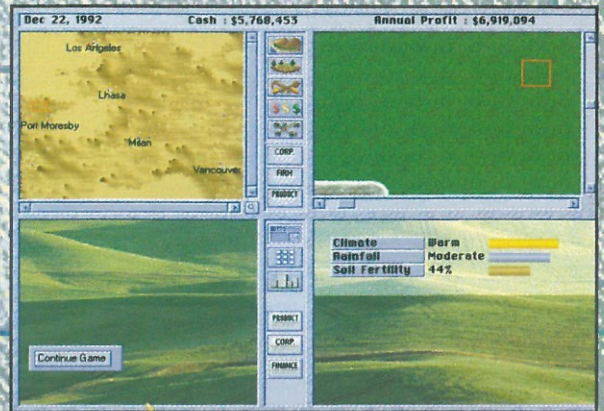 Dec 22, 1992 Cash : $5,768,453 Annual Profit : $6,919,094
Los Angeles
Lhasa
Port Moresby
Milan
Vancouver
$ $ $
CORP.
FIRM
PRODUCT
Climate Warm
Rainfall Moderate
Soil Fertility 44%
PRODUCT
CORP.
FINANCE
Continue Game